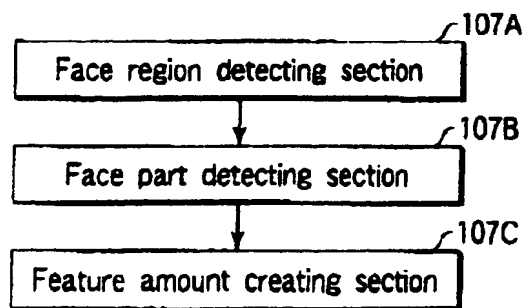 107A
Face region detecting section
107B
Face part detecting section
107C
Feature amount creating section